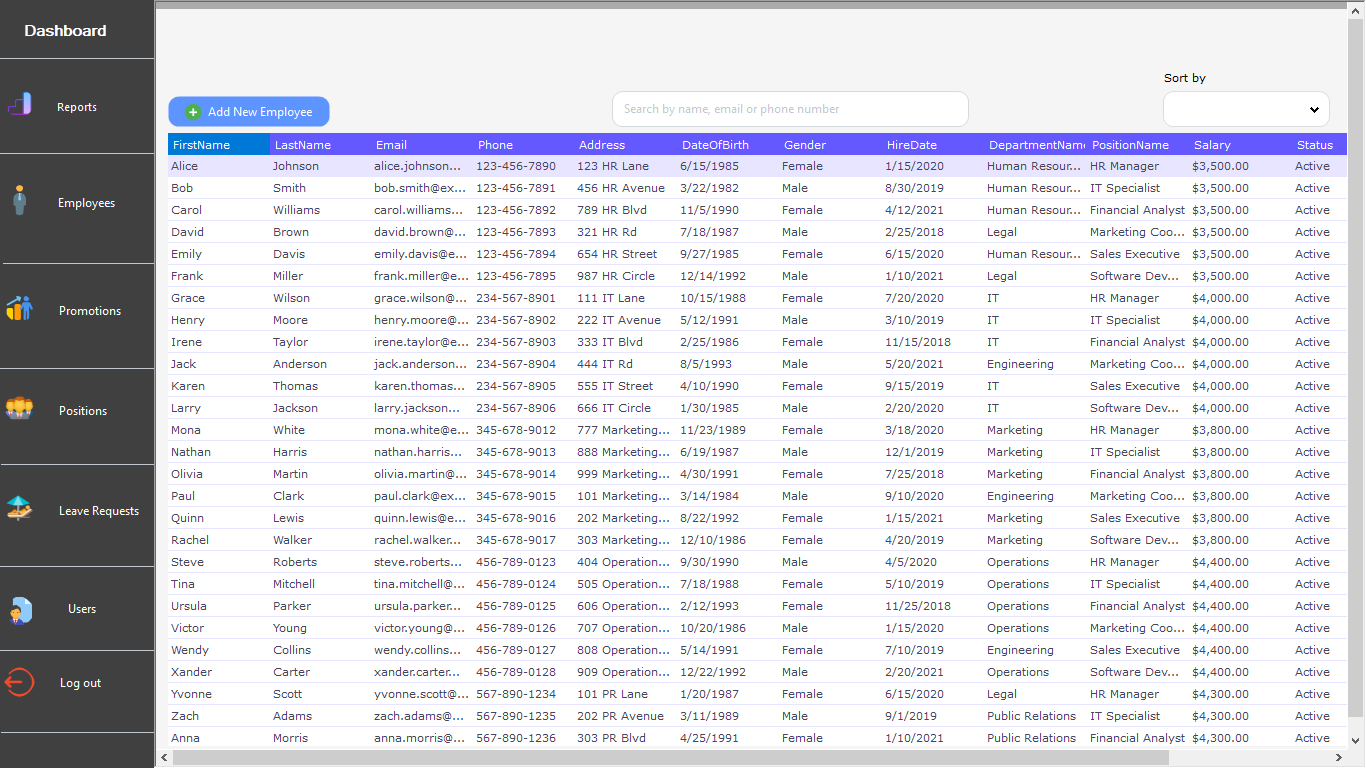 Dashboard
Reports
Employees
Promotions
Positions
Leave Requests
Users
Log out
Sort by
Add New Employee
Search by name, email or phone number
FirstName LastName Email Phone Address DateOfBirth Gender HireDate DepartmentName PositionName Salary Status
Alice Johnson alice.johnson... 123-456-7890 123 HR Lane 6/15/1985 Female 1/15/2020 Human Resour... HR Manager $3,500.00 Active
Bob Smith bob.smith@ex... 123-456-7891 456 HR Avenue 3/22/1982 Male 8/30/2019 Human Resour... IT Specialist $3,500.00 Active
Carol Williams carol.williams... 123-456-7892 789 HR Blvd 11/5/1990 Female 4/12/2021 Human Resour... Financial Analyst $3,500.00 Active
David Brown david.brown@... 123-456-7893 321 HR Rd 7/18/1987 Male 2/25/2018 Legal Marketing Coo... $3,500.00 Active
Emily Davis emily.davis@e... 123-456-7894 654 HR Street 9/27/1985 Female 6/15/2020 Human Resour... Sales Executive $3,500.00 Active
Frank Miller frank.miller@e... 123-456-7895 987 HR Circle 12/14/1992 Male 1/10/2021 Legal Software Dev... $3,500.00 Active
Grace Wilson grace.wilson@... 234-567-8901 111 IT Lane 10/15/1988 Female 7/20/2020 IT HR Manager $4,000.00 Active
Henry Moore henry.moore@... 234-567-8902 222 IT Avenue 5/12/1991 Male 3/10/2019 IT IT Specialist $4,000.00 Active
Irene Taylor irene.taylor@e... 234-567-8903 333 IT Blvd 2/25/1986 Female 11/15/2018 IT Financial Analyst $4,000.00 Active
Jack Anderson jack.anderson... 234-567-8904 444 IT Rd 8/5/1993 Male 5/20/2021 Engineering Marketing Coo... $4,000.00 Active
Karen Thomas karen.thomas... 234-567-8905 555 IT Street 4/10/1990 Female 9/15/2019 IT Sales Executive $4,000.00 Active
Larry Jackson larry.jackson... 234-567-8906 666 IT Circle 1/30/1985 Male 2/20/2020 IT Software Dev... $4,000.00 Active
Mona White mona.white@e... 345-678-9012 777 Marketing... 11/23/1989 Female 3/18/2020 Marketing HR Manager $3,800.00 Active
Nathan Harris nathan.harris... 345-678-9013 888 Marketing... 6/19/1987 Male 12/1/2019 Marketing IT Specialist $3,800.00 Active
Olivia Martin olivia.martin@... 345-678-9014 999 Marketing... 4/30/1991 Female 7/25/2018 Marketing Financial Analyst $3,800.00 Active
Paul Clark paul.clark@ex... 345-678-9015 101 Marketing... 3/14/1984 Male 9/10/2020 Engineering Marketing Coo... $3,800.00 Active
Quinn Lewis quinn.lewis@e... 345-678-9016 202 Marketing... 8/22/1992 Female 1/15/2021 Marketing Sales Executive $3,800.00 Active
Rachel Walker rachel.walker... 345-678-9017 303 Marketing... 12/10/1986 Female 4/20/2019 Marketing Software Dev... $3,800.00 Active
Steve Roberts steve.roberts... 456-789-0123 404 Operation... 9/30/1990 Male 4/5/2020 Operations HR Manager $4,400.00 Active
Tina Mitchell tina.mitchell@... 456-789-0124 505 Operation... 7/18/1988 Female 5/10/2019 Operations IT Specialist $4,400.00 Active
Ursula Parker ursula.parker... 456-789-0125 606 Operation... 2/12/1993 Female 11/25/2018 Operations Financial Analyst $4,400.00 Active
Victor Young victor.young@... 456-789-0126 707 Operation... 10/20/1986 Male 1/15/2020 Operations Marketing Coo... $4,400.00 Active
Wendy Collins wendy.collins... 456-789-0127 808 Operation... 5/14/1991 Female 7/10/2019 Engineering Sales Executive $4,400.00 Active
Xander Carter xander.carter... 456-789-0128 909 Operation... 12/22/1992 Male 2/20/2021 Operations Software Dev... $4,400.00 Active
Yvonne Scott yvonne.scott@... 567-890-1234 101 PR Lane 1/20/1987 Female 6/15/2020 Legal HR Manager $4,300.00 Active
Zach Adams zach.adams@... 567-890-1235 202 PR Avenue 3/11/1989 Male 9/1/2019 Public Relations IT Specialist $4,300.00 Active
Anna Morris anna.morris@... 567-890-1236 303 PR Blvd 4/25/1991 Female 1/10/2021 Public Relations Financial Analyst $4,300.00 Active